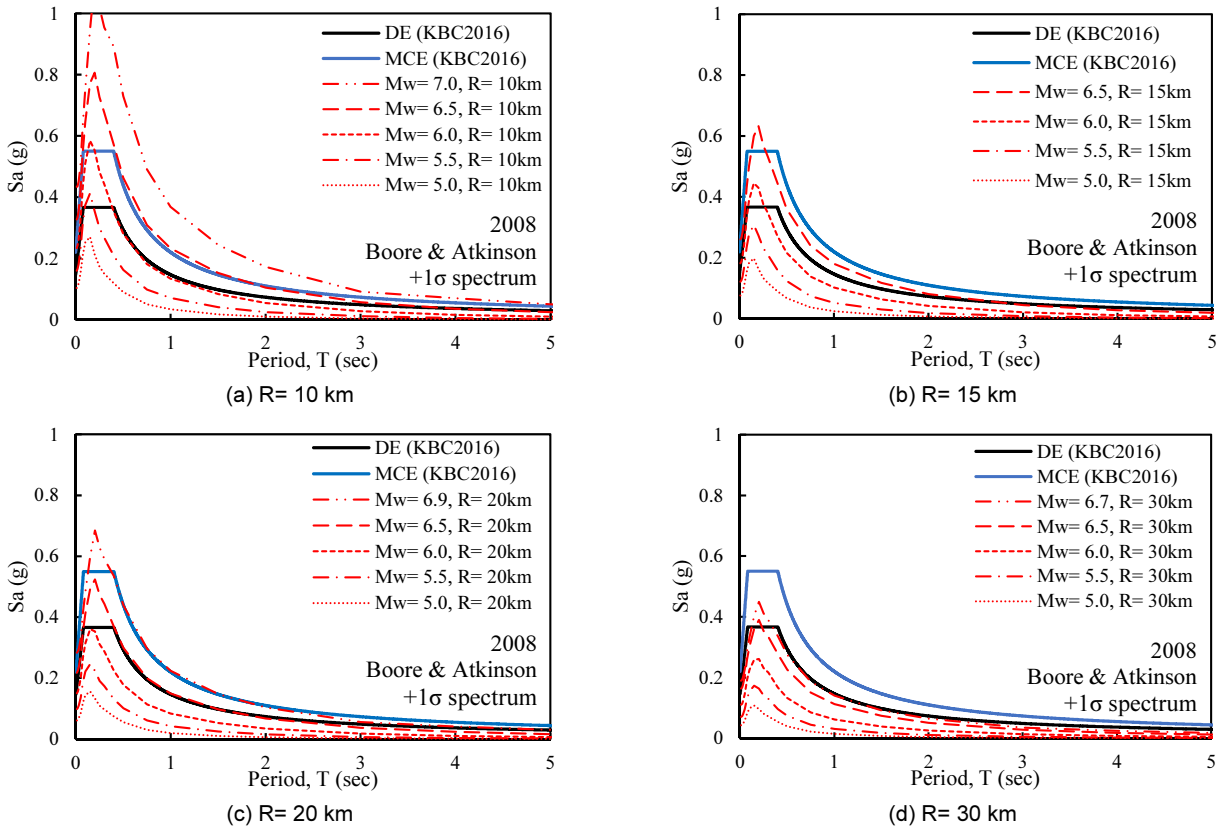 1
0.8
0.6
0.4
0.2
0
Sa (g)
0 1 2 3 4 5
Period, T (sec)
DE (KBC2016)
MCE (KBC2016)
Mw= 7.0, R= 10km
Mw= 6.5, R= 10km
Mw= 6.0, R= 10km
Mw= 5.5, R= 10km
Mw= 5.0, R= 10km
2008
Boore & Atkinson
+1σ spectrum
(a) R= 10 km
1
0.8
0.6
0.4
0.2
0
Sa (g)
0 1 2 3 4 5
Period, T (sec)
DE (KBC2016)
MCE (KBC2016)
Mw= 6.5, R= 15km
Mw= 6.0, R= 15km
Mw= 5.5, R= 15km
Mw= 5.0, R= 15km
2008
Boore & Atkinson
+1σ spectrum
(b) R= 15 km
1
0.8
0.6
0.4
0.2
0
Sa (g)
0 1 2 3 4 5
Period, T (sec)
DE (KBC2016)
MCE (KBC2016)
Mw= 6.9, R= 20km
Mw= 6.5, R= 20km
Mw= 6.0, R= 20km
Mw= 5.5, R= 20km
Mw= 5.0, R= 20km
2008
Boore & Atkinson
+1σ spectrum
(c) R= 20 km
1
0.8
0.6
0.4
0.2
0
Sa (g)
0 1 2 3 4 5
Period, T (sec)
DE (KBC2016)
MCE (KBC2016)
Mw= 6.7, R= 30km
Mw= 6.5, R= 30km
Mw= 6.0, R= 30km
Mw= 5.5, R= 30km
Mw= 5.0, R= 30km
2008
Boore & Atkinson
+1σ spectrum
(d) R= 30 km